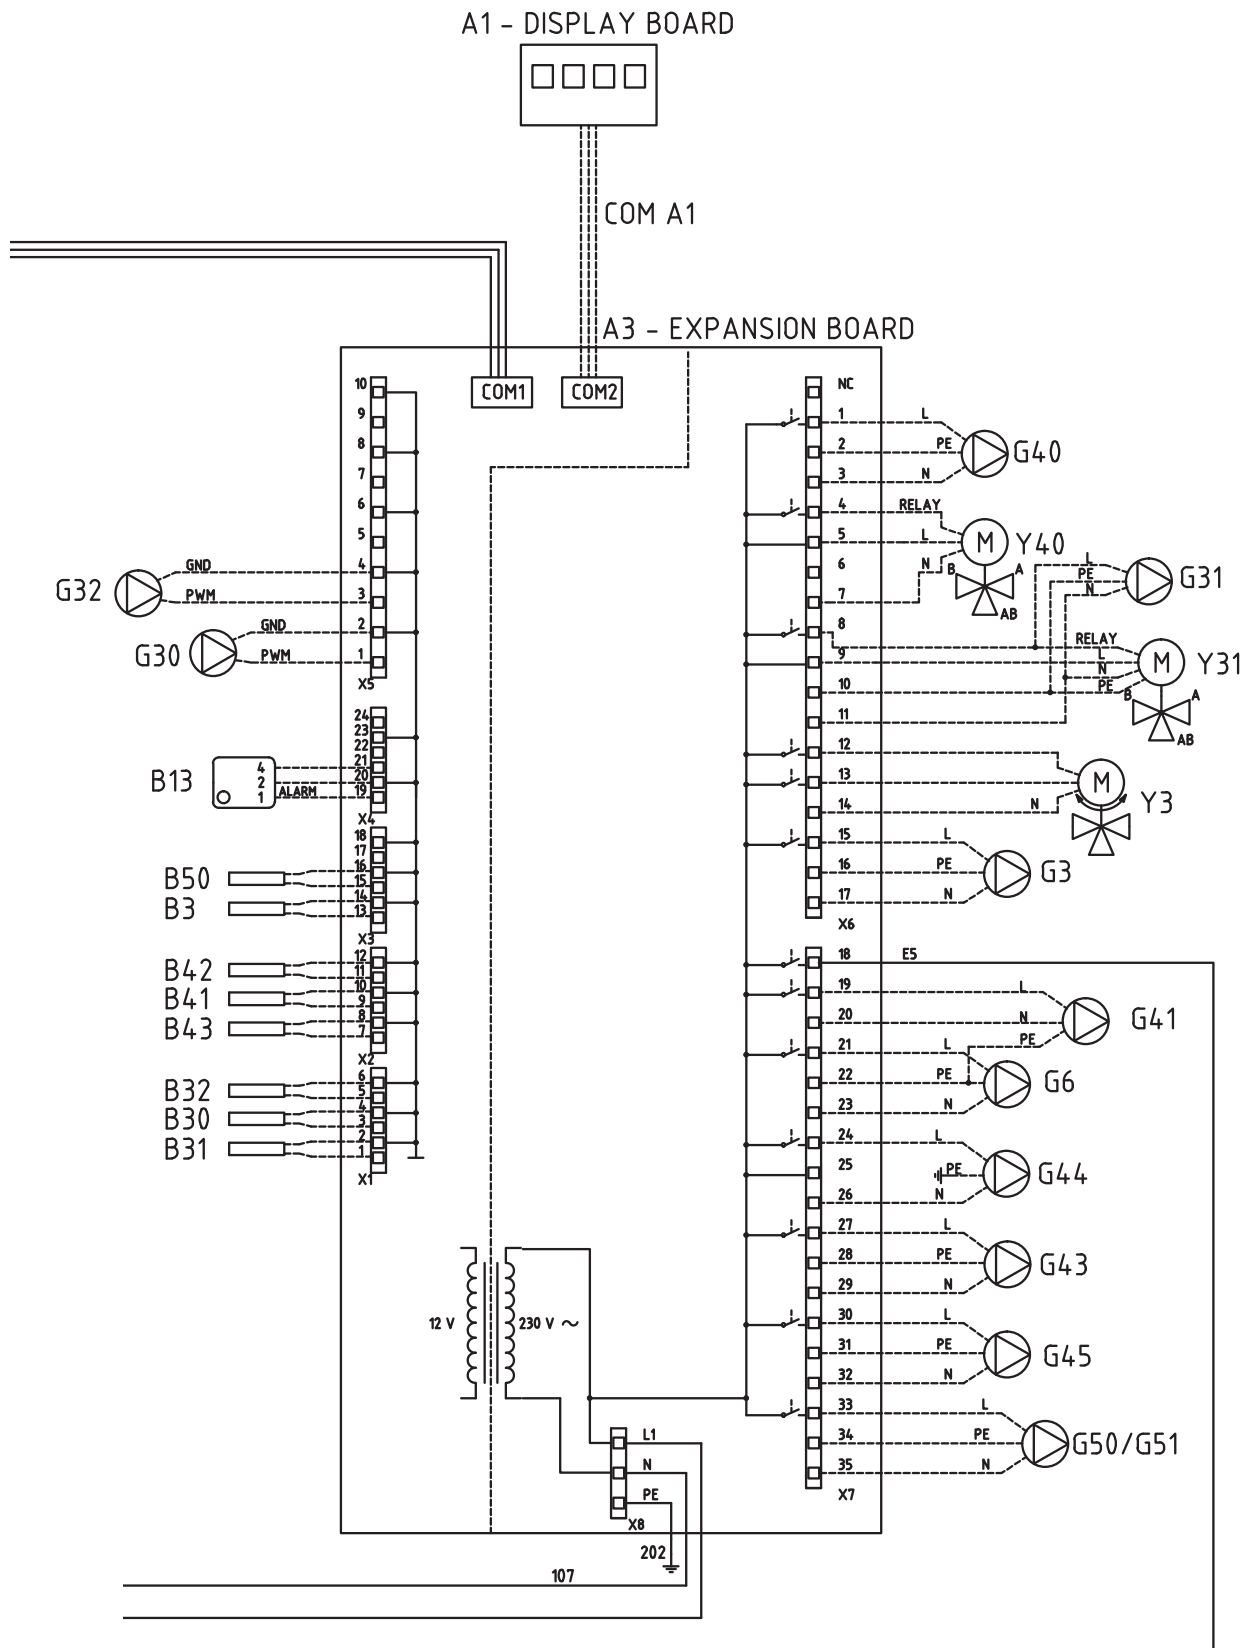 A1 - DISPLAY BOARD
COM A1
A3 - EXPANSION BOARD
COM1 COM2
10
9
8
7
6
5
4 GND
G32
3 PWM
2 GND
G30
1 PWM
X5
24
23
22
21 4
20 2
19 ALARM 1
B13
X4
18
17
16
15
B50
14
13
B3
X3
12
11
B42
10
9
B41
8
7
B43
X2
6
5
B32
4
3
B30
2
1
B31
X1
12 V 230 V ~
L1
N
PE
X8
202
107
NC
1 L
2 PE G40
3 N
4 RELAY
5 L M Y40
6
7 N B A
AB
L
PE G31
N
8
RELAY
9 L M Y31
N
10 PE B A
11 AB
12
13 M
14 N Y3
15 L
16 PE G3
17 N
X6
18 E5
19 L
20 N G41
PE
21 L
22 PE G6
23 N
24 L
25 PE G44
26 N
27 L
28 PE G43
29 N
30 L
31 PE G45
32 N
33 L
34 PE G50/G51
35 N
X7